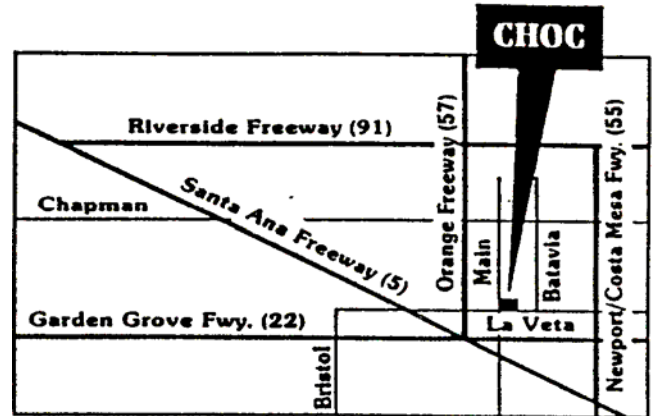 CHOC
Riverside Freeway (91)
Orange Freeway (57)
Newport/Costa Mesa Fwy. (55)
Chapman
Santa Ana Freeway (5)
Main
Batavia
Garden Grove Fwy. (22)
La Veta
Bristol